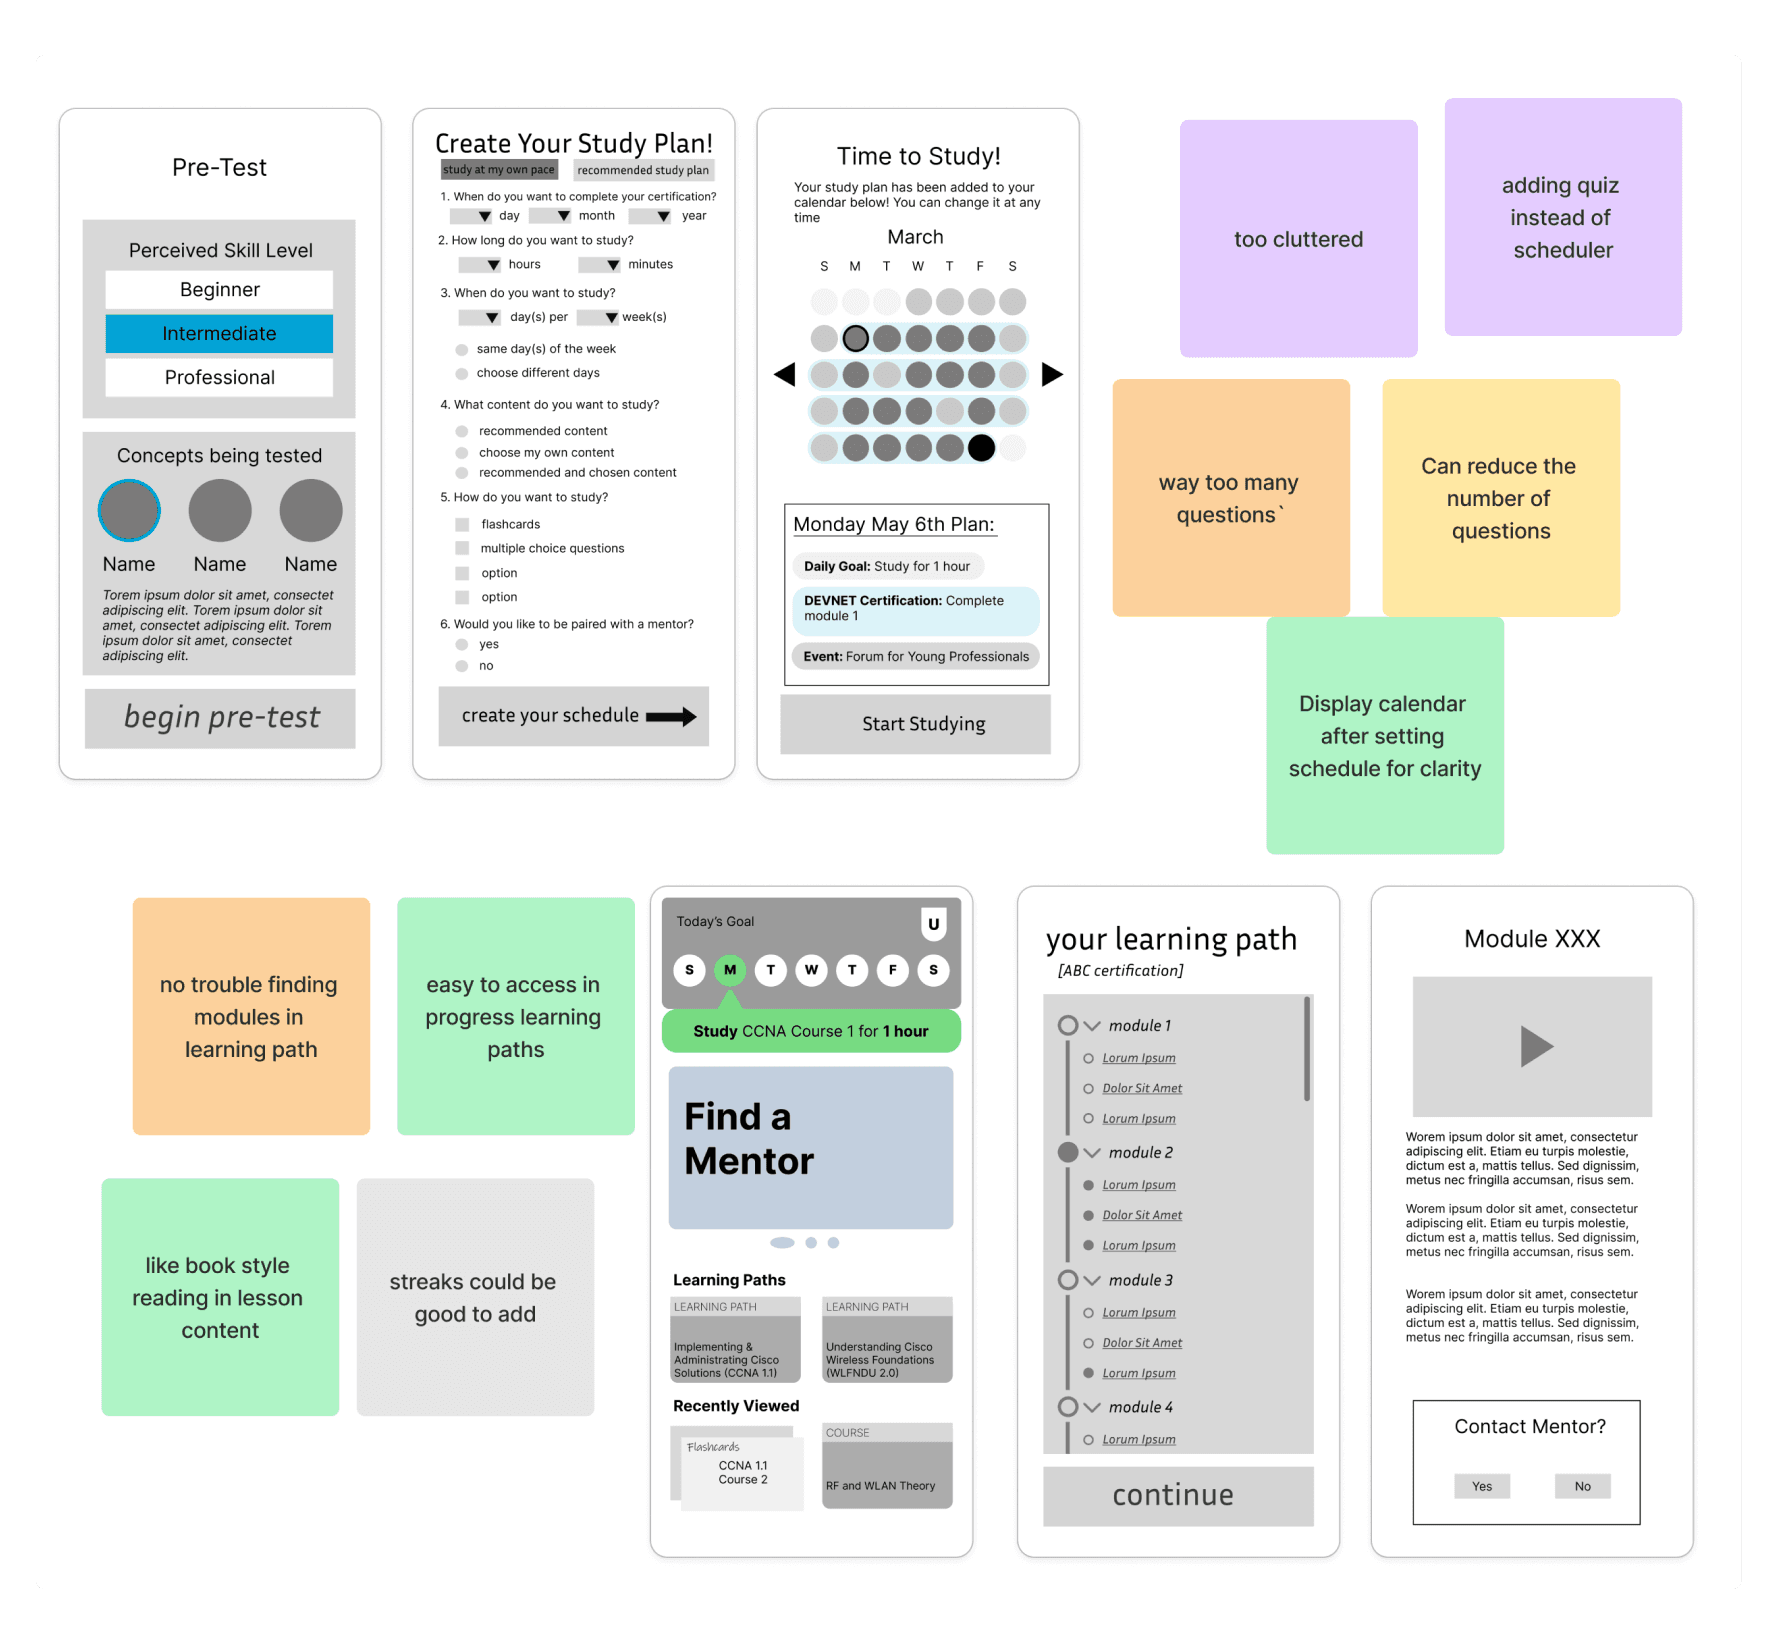 Pre-Test
Perceived Skill Level
Beginner
Intermediate
Professional
Concepts being tested
Name
Name
Name
Torem ipsum dolor sit amet, consectet
adipiscing elit. Torem ipsum dolor sit
amet, consectet adipiscing elit. Torem
ipsum dolor sit amet, consectet
adipiscing elit.
begin pre-test
Create Your Study Plan!
study at my own pace
recommended study plan
1. When do you want to complete your certification?
day month year
2. How long do you want to study?
hours minutes
3. When do you want to study?
day(s) per week(s)
same day(s) of the week
choose different days
4. What content do you want to study?
recommended content
choose my own content
recommended and chosen content
5. How do you want to study?
flashcards
multiple choice questions
option
option
6. Would you like to be paired with a mentor?
yes
no
create your schedule
Time to Study!
Your study plan has been added to your
calendar below! You can change it at any
time
March
S M T W T F S
Monday May 6th Plan:
Daily Goal: Study for 1 hour
DEVNET Certification: Complete
module 1
Event: Forum for Young Professionals
Start Studying
too cluttered
adding quiz
instead of
scheduler
way too many
questions`
Can reduce the
number of
questions
Display calendar
after setting
schedule for clarity
no trouble finding
modules in
learning path
easy to access in
progress learning
paths
like book style
reading in lesson
content
streaks could be
good to add
Today's Goal
U
S M T W T F S
Study CCNA Course 1 for 1 hour
Find a
Mentor
Learning Paths
LEARNING PATH
Implementing &
Administrating Cisco
Solutions (CCNA 1.1)
LEARNING PATH
Understanding Cisco
Wireless Foundations
(WLFNDU 2.0)
Recently Viewed
Flashcards
CCNA 1.1
Course 2
COURSE
RF and WLAN Theory
your learning path
[ABC certification]
module 1
Lorum Ipsum
Dolor Sit Amet
Lorum Ipsum
module 2
Lorum Ipsum
Dolor Sit Amet
Lorum Ipsum
module 3
Lorum Ipsum
Dolor Sit Amet
Lorum Ipsum
module 4
Lorum Ipsum
continue
Module XXX
Worem ipsum dolor sit amet, consectetur
adipiscing elit. Etiam eu turpis molestie,
dictum est a, mattis tellus. Sed dignissim,
metus nec fringilla accumsan, risus sem.
Worem ipsum dolor sit amet, consectetur
adipiscing elit. Etiam eu turpis molestie,
dictum est a, mattis tellus. Sed dignissim,
metus nec fringilla accumsan, risus sem.
Worem ipsum dolor sit amet, consectetur
adipiscing elit. Etiam eu turpis molestie,
dictum est a, mattis tellus. Sed dignissim,
metus nec fringilla accumsan, risus sem.
Contact Mentor?
Yes
No